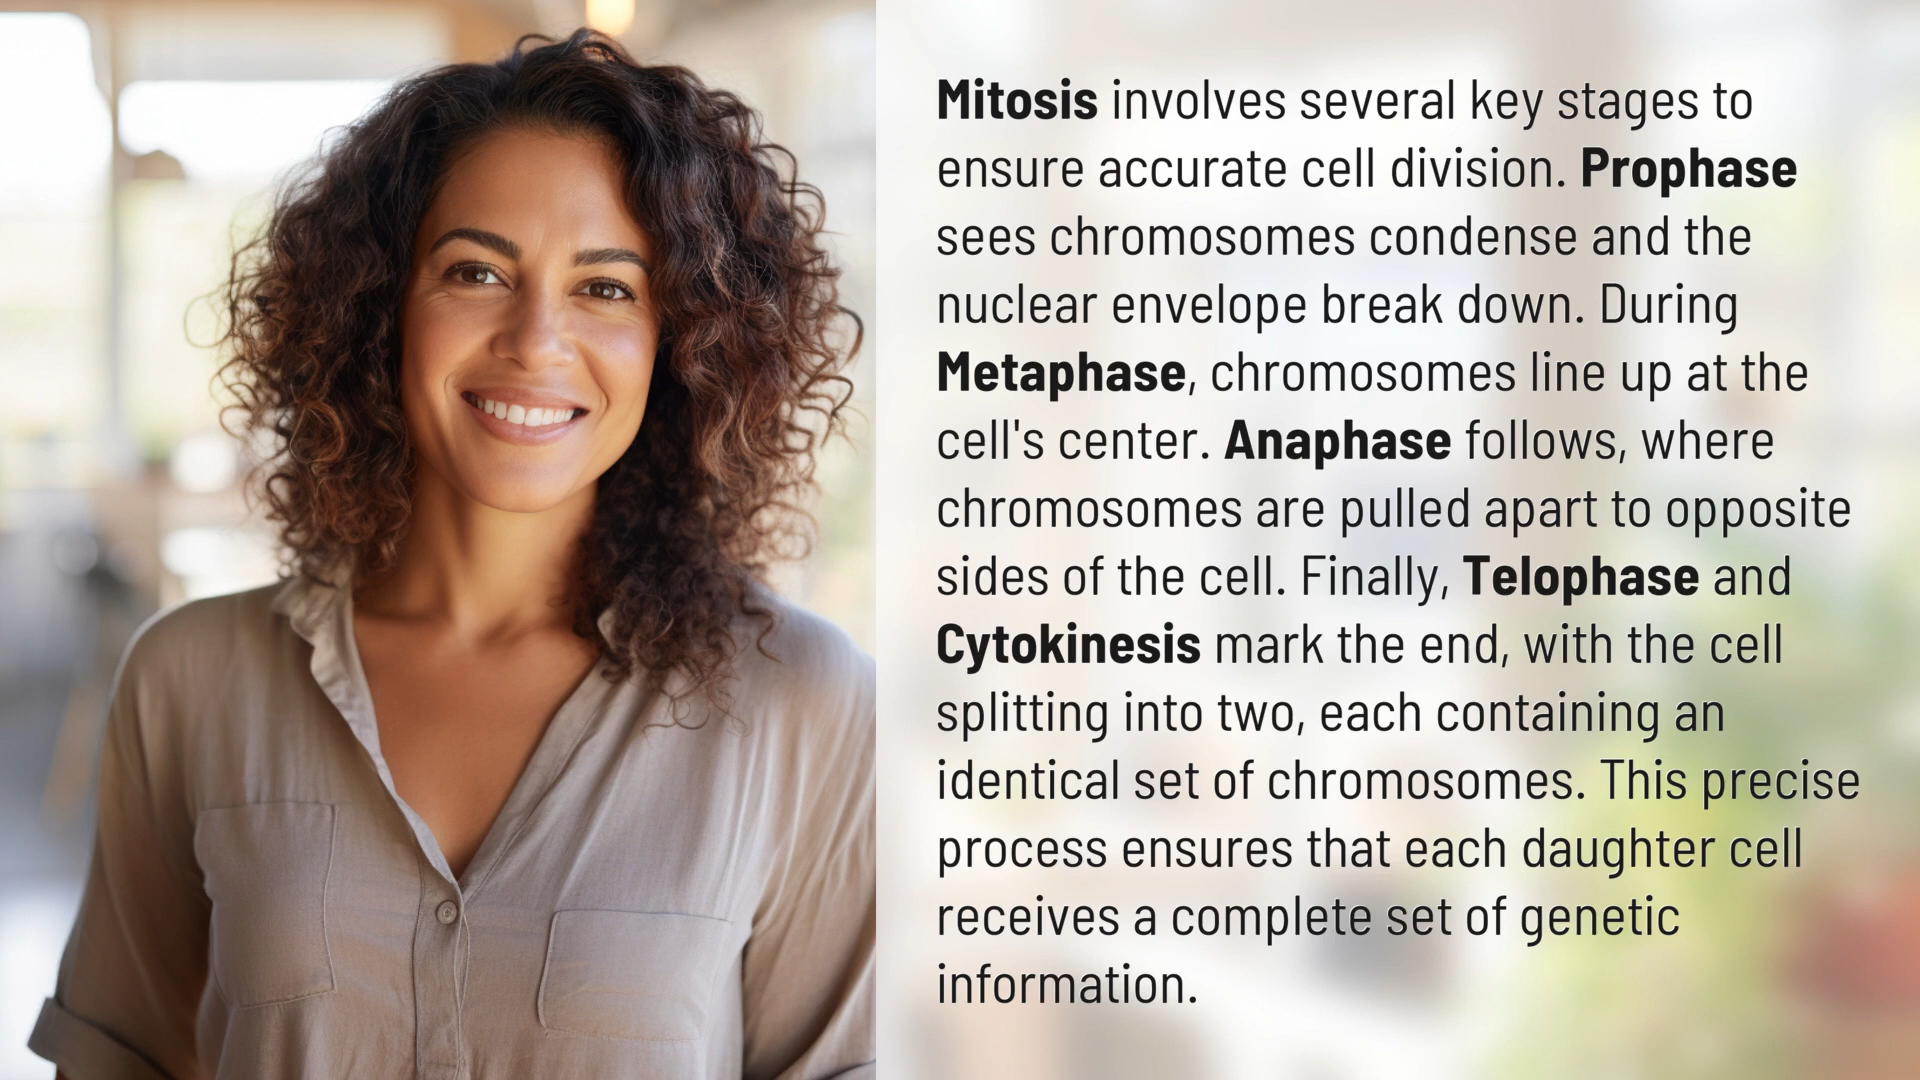 Mitosis involves several key stages to
ensure accurate cell division. Prophase
sees chromosomes condense and the
nuclear envelope break down. During
Metaphase, chromosomes line up at the
cell's center. Anaphase follows, where
chromosomes are pulled apart to opposite
sides of the cell. Finally, Telophase and
Cytokinesis mark the end, with the cell
splitting into two, each containing an
identical set of chromosomes. This precise
process ensures that each daughter cell
receives a complete set of genetic
information.